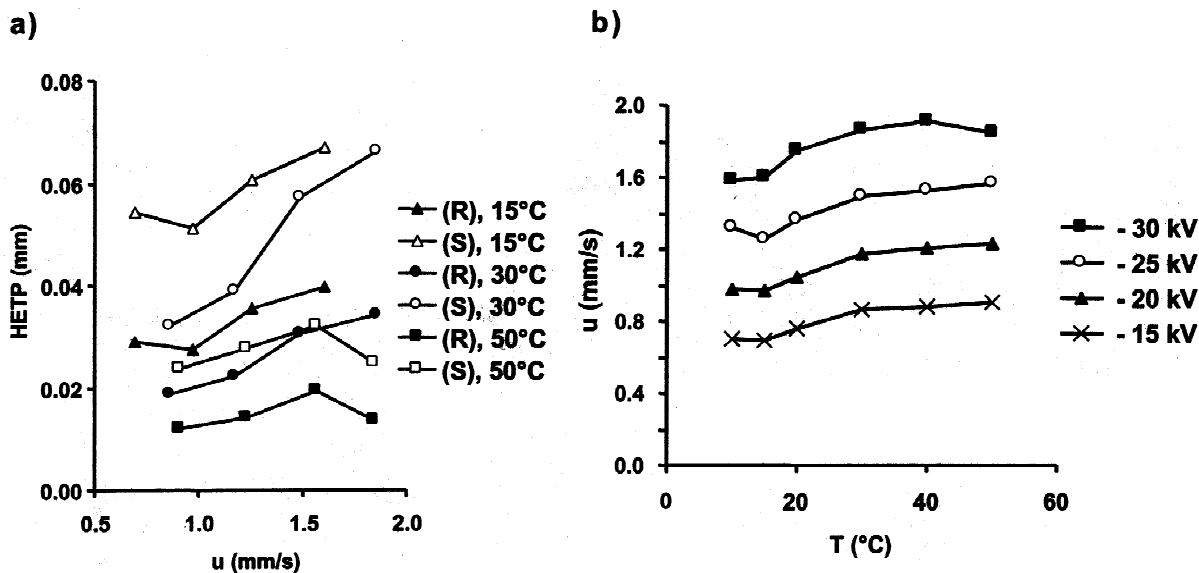 a)
HETP (mm)
0.08
0.06
0.04
0.02
0.00
0.5 1.0 1.5 2.0
u (mm/s)
(R), 15°C
(S), 15°C
(R), 30°C
(S), 30°C
(R), 50°C
(S), 50°C
b)
u (mm/s)
2.0
1.6
1.2
0.8
0.4
0.0
0 20 40 60
T (°C)
- 30 kV
- 25 kV
- 20 kV
- 15 kV